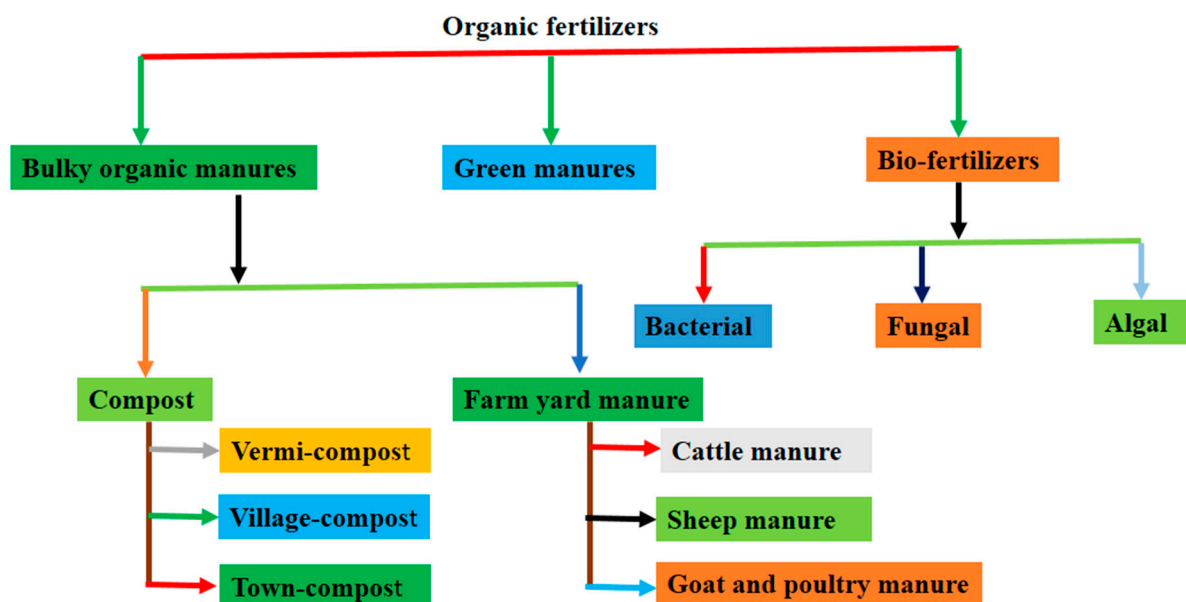 Organic fertilizers
Bulky organic manures
Green manures
Bio-fertilizers
Bacterial
Fungal
Algal
Compost
Farm yard manure
Vermi-compost
Cattle manure
Village-compost
Sheep manure
Town-compost
Goat and poultry manure